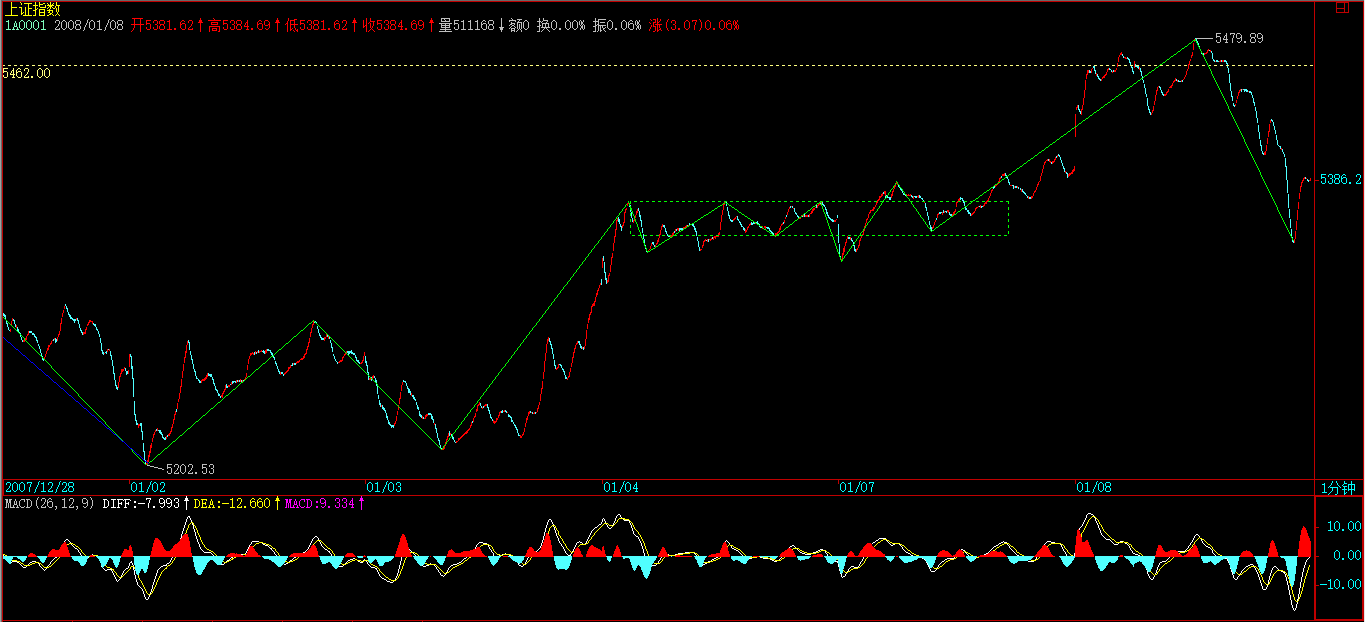 上证指数
1A0001 2008/01/08 开5381.62↑高5384.69↑低5381.62↑收5384.69↑量511168↓额0 换0.00% 振0.06% 涨(3.07)0.06%
5479.89
5462.00
5386.2
5202.53
2007/12/28 01/02 01/03 01/04 01/07 01/08 1分钟
MACD(26,12,9) DIFF:-7.993↑DEA:-12.660↑MACD:9.334↑
10.00
0.00
-10.00